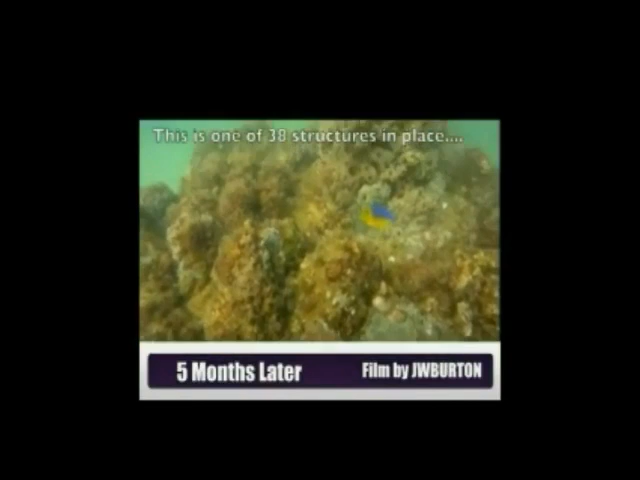 This is one of 38 structures in place....
5 Months Later
Film by JWBURTON